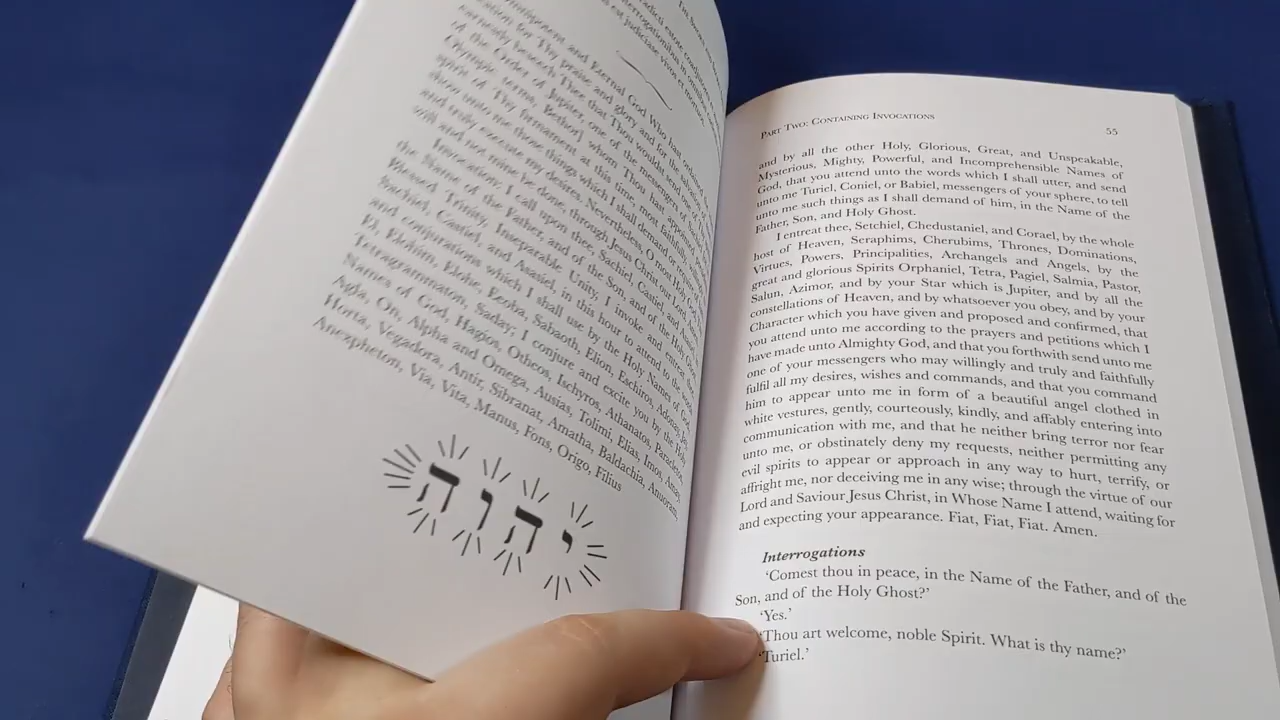 Omnipotent and Eternal God Who hast ordained
for Thy praise and glory, and for the
earnestly beseech Thee that Thou wouldst send
of the Order of Jupiter, one of the messengers of
Olympic terms, Bethor] whom Thou hast appointed
spirit of Thy firmament at this time, most faithfully
show unto me those things which I shall demand or require of
and truly execute my desires. Nevertheless, O most Holy God,
will and not mine be done, through Jesus Christ our Lord.
Invocation: I call upon thee, Sachiel, Castiel, and
the Name of the Father, and of the Son, and of the Holy Ghost
Blessed Trinity, Inseparable Unity; I invoke and entreat thee
Sachiel, Castiel, and Asasiel, in this hour to attend to the
and conjurations which I shall use by the Holy Names of God
El, Elohim, Elohe, Eeoba, Sabaoth, Elion, Eschiros, Adonay, Jay
Tetragrammaton, Saday; I conjure and excite you by the Holy
Names of God, Hagios, Otheos, Ischyros, Athanatos, Paracletos
Agla, On, Alpha and Omega, Ausias, Tolimi, Elias, Imos,
Horta, Vegadora, Antir, Sibranat, Amatha, Baldachia, Anuoram,
Anexpheton, Via, Vita, Manus, Fons, Origo, Filius
יהוה
PART TWO: CONTAINING INVOCATIONS 55
and by all the other Holy, Glorious, Great, and Unspeakable,
Mysterious, Mighty, Powerful, and Incomprehensible Names of
God, that you attend unto the words which I shall utter, and send
unto me Turiel, Coniel, or Babiel, messengers of your sphere, to tell
unto me such things as I shall demand of him, in the Name of the
Father, Son, and Holy Ghost.
I entreat thee, Setchiel, Chedustaniel, and Corael, by the whole
host of Heaven, Seraphims, Cherubims, Thrones, Dominations,
Virtues, Powers, Principalities, Archangels and Angels, by the
great and glorious Spirits Orphaniel, Tetra, Pagiel, Salmia, Pastor,
Salun, Azimor, and by your Star which is Jupiter, and by all the
constellations of Heaven, and by whatsoever you obey, and by your
Character which you have given and proposed and confirmed, that
you attend unto me according to the prayers and petitions which I
have made unto Almighty God, and that you forthwith send unto me
one of your messengers who may willingly and truly and faithfully
fulfil all my desires, wishes and commands, and that you command
him to appear unto me in form of a beautiful angel clothed in
white vestures, gently, courteously, kindly, and affably entering into
communication with me, and that he neither bring terror nor fear
unto me, or obstinately deny my requests, neither permitting any
evil spirits to appear or approach in any way to hurt, terrify, or
affright me, nor deceiving me in any wise; through the virtue of our
Lord and Saviour Jesus Christ, in Whose Name I attend, waiting for
and expecting your appearance. Fiat, Fiat, Fiat. Amen.
Interrogations
‘Comest thou in peace, in the Name of the Father, and of the
Son, and of the Holy Ghost?’
‘Yes.’
‘Thou art welcome, noble Spirit. What is thy name?’
‘Turiel.’